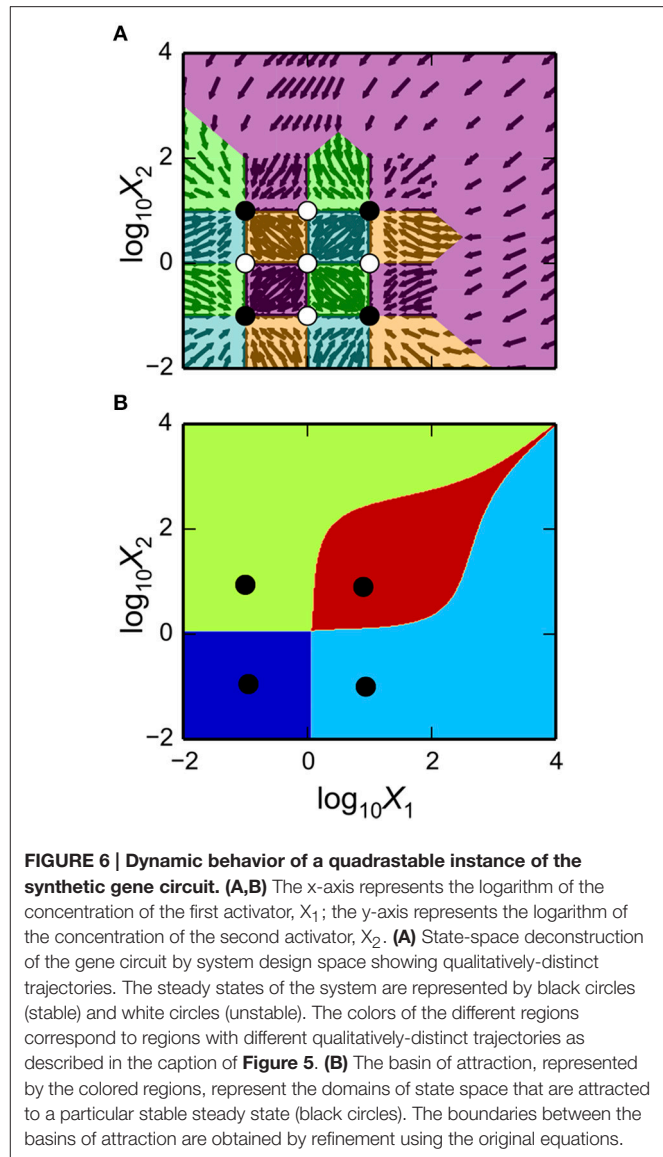 A
4
2
0
−2
log10X2
B
4
2
0
−2
log10X2
−2 0 2 4
log10X1
FIGURE 6 | Dynamic behavior of a quadrastable instance of the
synthetic gene circuit. (A,B) The x-axis represents the logarithm of the
concentration of the first activator, X1; the y-axis represents the logarithm of
the concentration of the second activator, X2. (A) State-space deconstruction
of the gene circuit by system design space showing qualitatively-distinct
trajectories. The steady states of the system are represented by black circles
(stable) and white circles (unstable). The colors of the different regions
correspond to regions with different qualitatively-distinct trajectories as
described in the caption of Figure 5. (B) The basin of attraction, represented
by the colored regions, represent the domains of state space that are attracted
to a particular stable steady state (black circles). The boundaries between the
basins of attraction are obtained by refinement using the original equations.